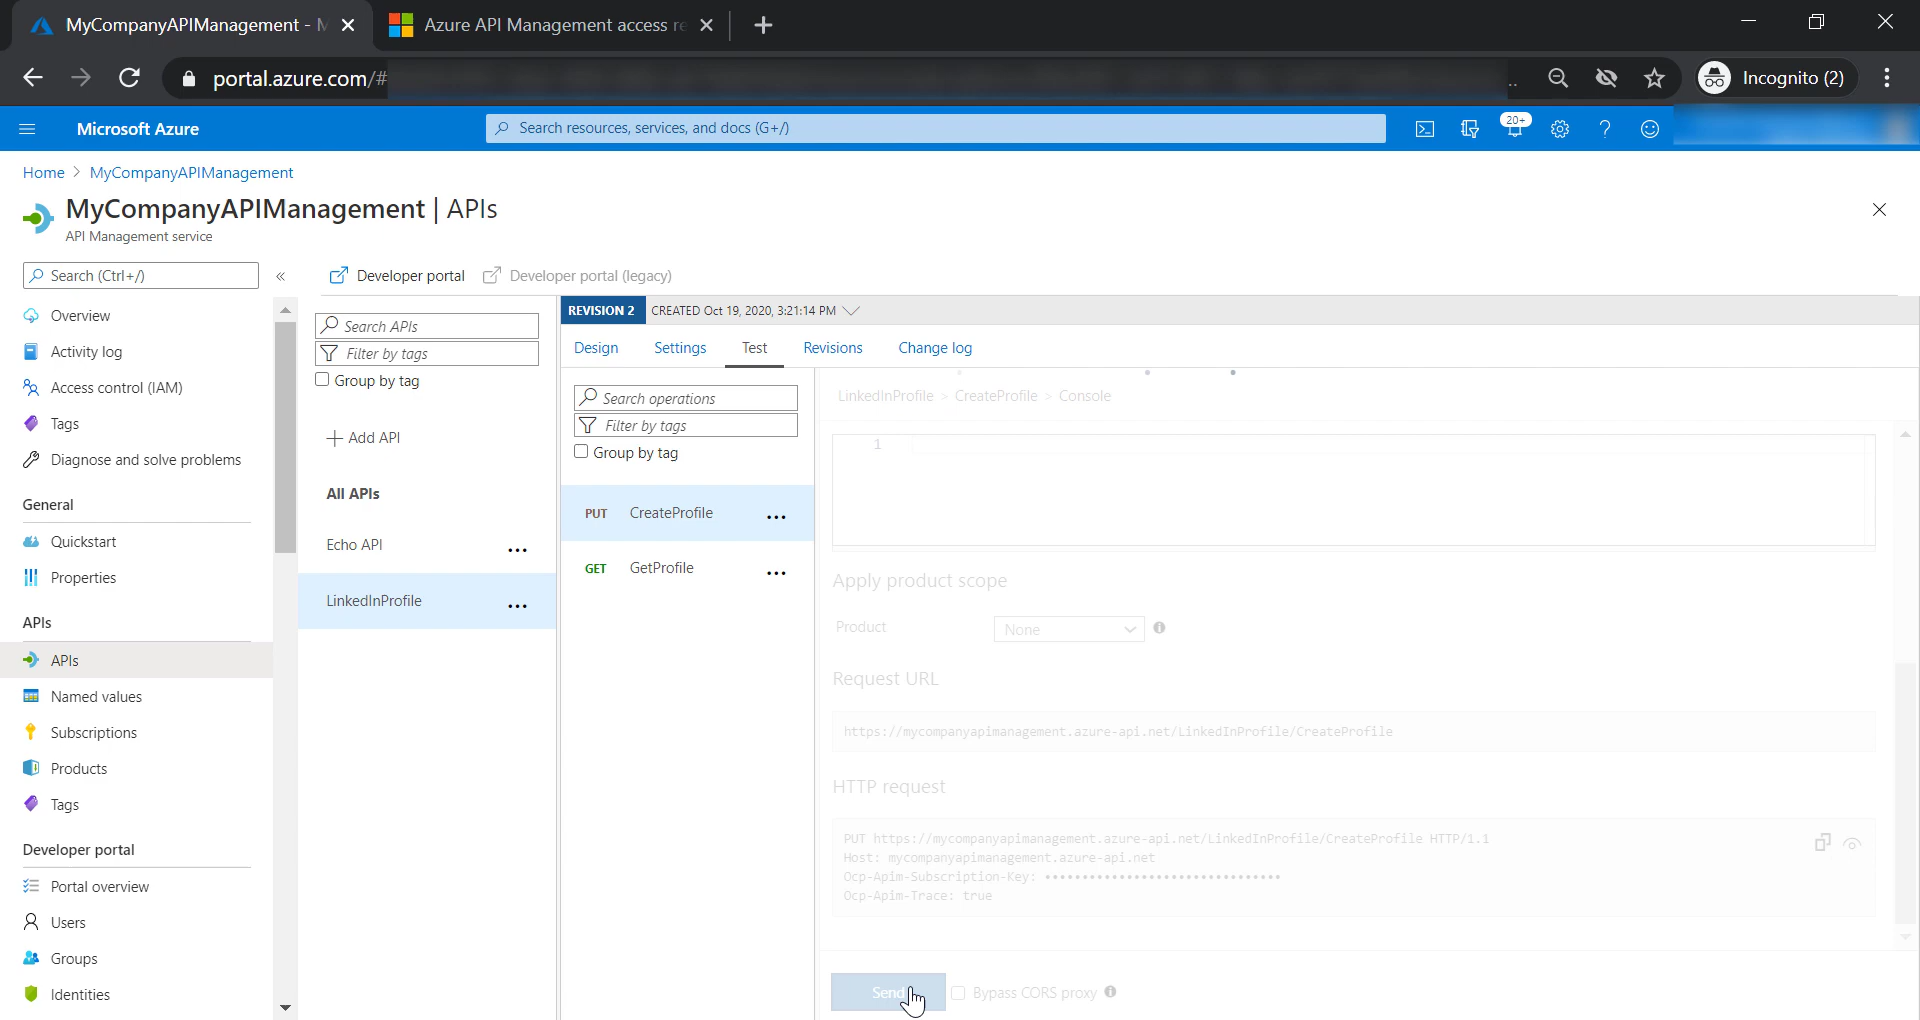 MyCompanyAPIManagement - M
Azure API Management access re
portal.azure.com/#
Incognito (2)
Microsoft Azure
Search resources, services, and docs (G+/)
20+
Home > MyCompanyAPIManagement
MyCompanyAPIManagement | APIs
API Management service
Search (Ctrl+/)
«
Overview
Activity log
Access control (IAM)
Tags
Diagnose and solve problems
General
Quickstart
Properties
APIs
APIs
Named values
Subscriptions
Products
Tags
Developer portal
Portal overview
Users
Groups
Identities
Developer portal
Developer portal (legacy)
Search APIs
Filter by tags
Group by tag
+ Add API
All APIs
Echo API ...
LinkedInProfile ...
REVISION 2 CREATED Oct 19, 2020, 3:21:14 PM
Design Settings Test Revisions Change log
Search operations
Filter by tags
Group by tag
PUT CreateProfile ...
GET GetProfile ...
LinkedInProfile > CreateProfile > Console
1
Apply product scope
Product None
Request URL
https://mycompanyapimanagement.azure-api.net/LinkedInProfile/CreateProfile
HTTP request
PUT https://mycompanyapimanagement.azure-api.net/LinkedInProfile/CreateProfile HTTP/1.1
Host: mycompanyapimanagement.azure-api.net
Ocp-Apim-Subscription-Key: ••••••••••••••••••••••••••••••••
Ocp-Apim-Trace: true
Send
Bypass CORS proxy